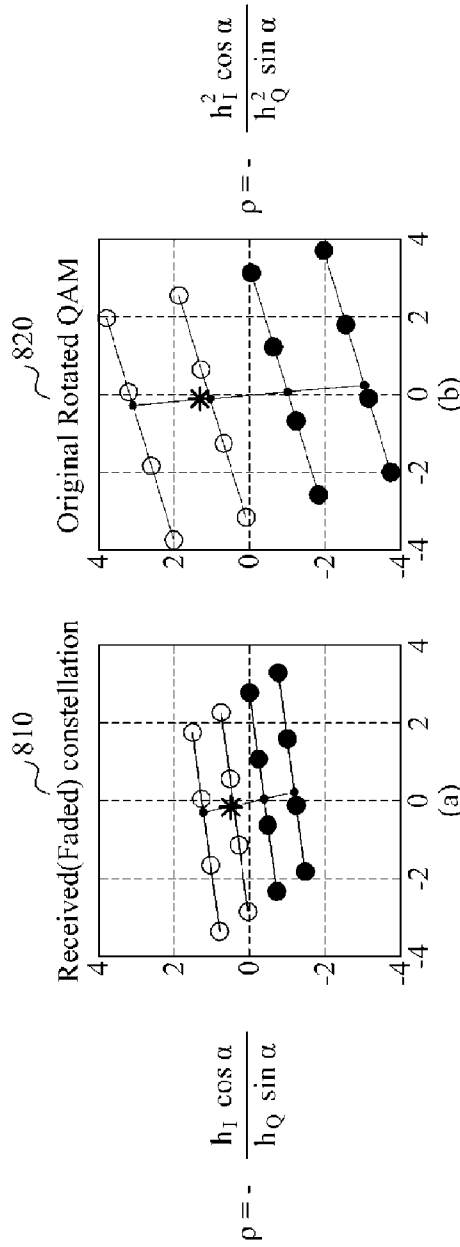 ρ = - h_I cos α / h_Q sin α
810
Received(Faded) constellation
4
2
0
-2
-4
-4 -2 0 2 4
(a)
820
Original Rotated QAM
4
2
0
-2
-4
-4 -2 0 2 4
(b)
ρ = - h_I^2 cos α / h_Q^2 sin α